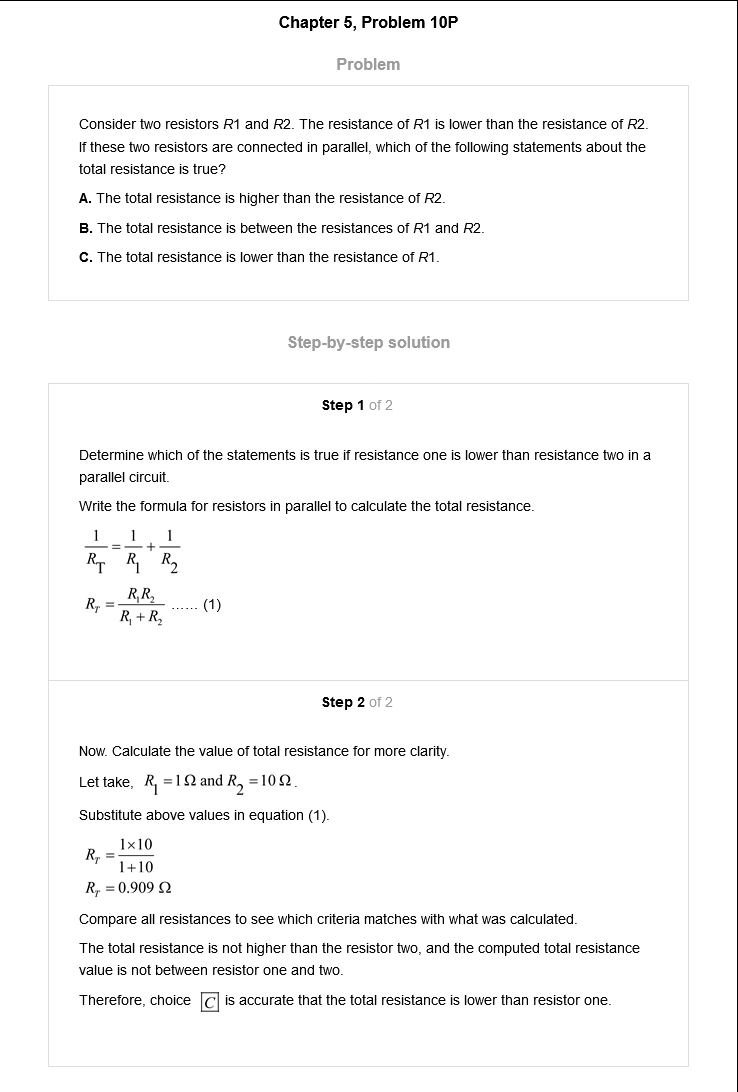 Chapter 5, Problem 10P
Problem
Consider two resistors R1 and R2. The resistance of R1 is lower than the resistance of R2.
If these two resistors are connected in parallel, which of the following statements about the
total resistance is true?
A. The total resistance is higher than the resistance of R2.
B. The total resistance is between the resistances of R1 and R2.
C. The total resistance is lower than the resistance of R1.
Step-by-step solution
Step 1 of 2
Determine which of the statements is true if resistance one is lower than resistance two in a
parallel circuit.
Write the formula for resistors in parallel to calculate the total resistance.
1/R_T = 1/R_1 + 1/R_2
R_T = R_1R_2/(R_1 + R_2) ...... (1)
Step 2 of 2
Now. Calculate the value of total resistance for more clarity.
Let take, R_1 = 1 Ω and R_2 = 10 Ω.
Substitute above values in equation (1).
R_T = (1×10)/(1+10)
R_T = 0.909 Ω
Compare all resistances to see which criteria matches with what was calculated.
The total resistance is not higher than the resistor two, and the computed total resistance
value is not between resistor one and two.
Therefore, choice C is accurate that the total resistance is lower than resistor one.